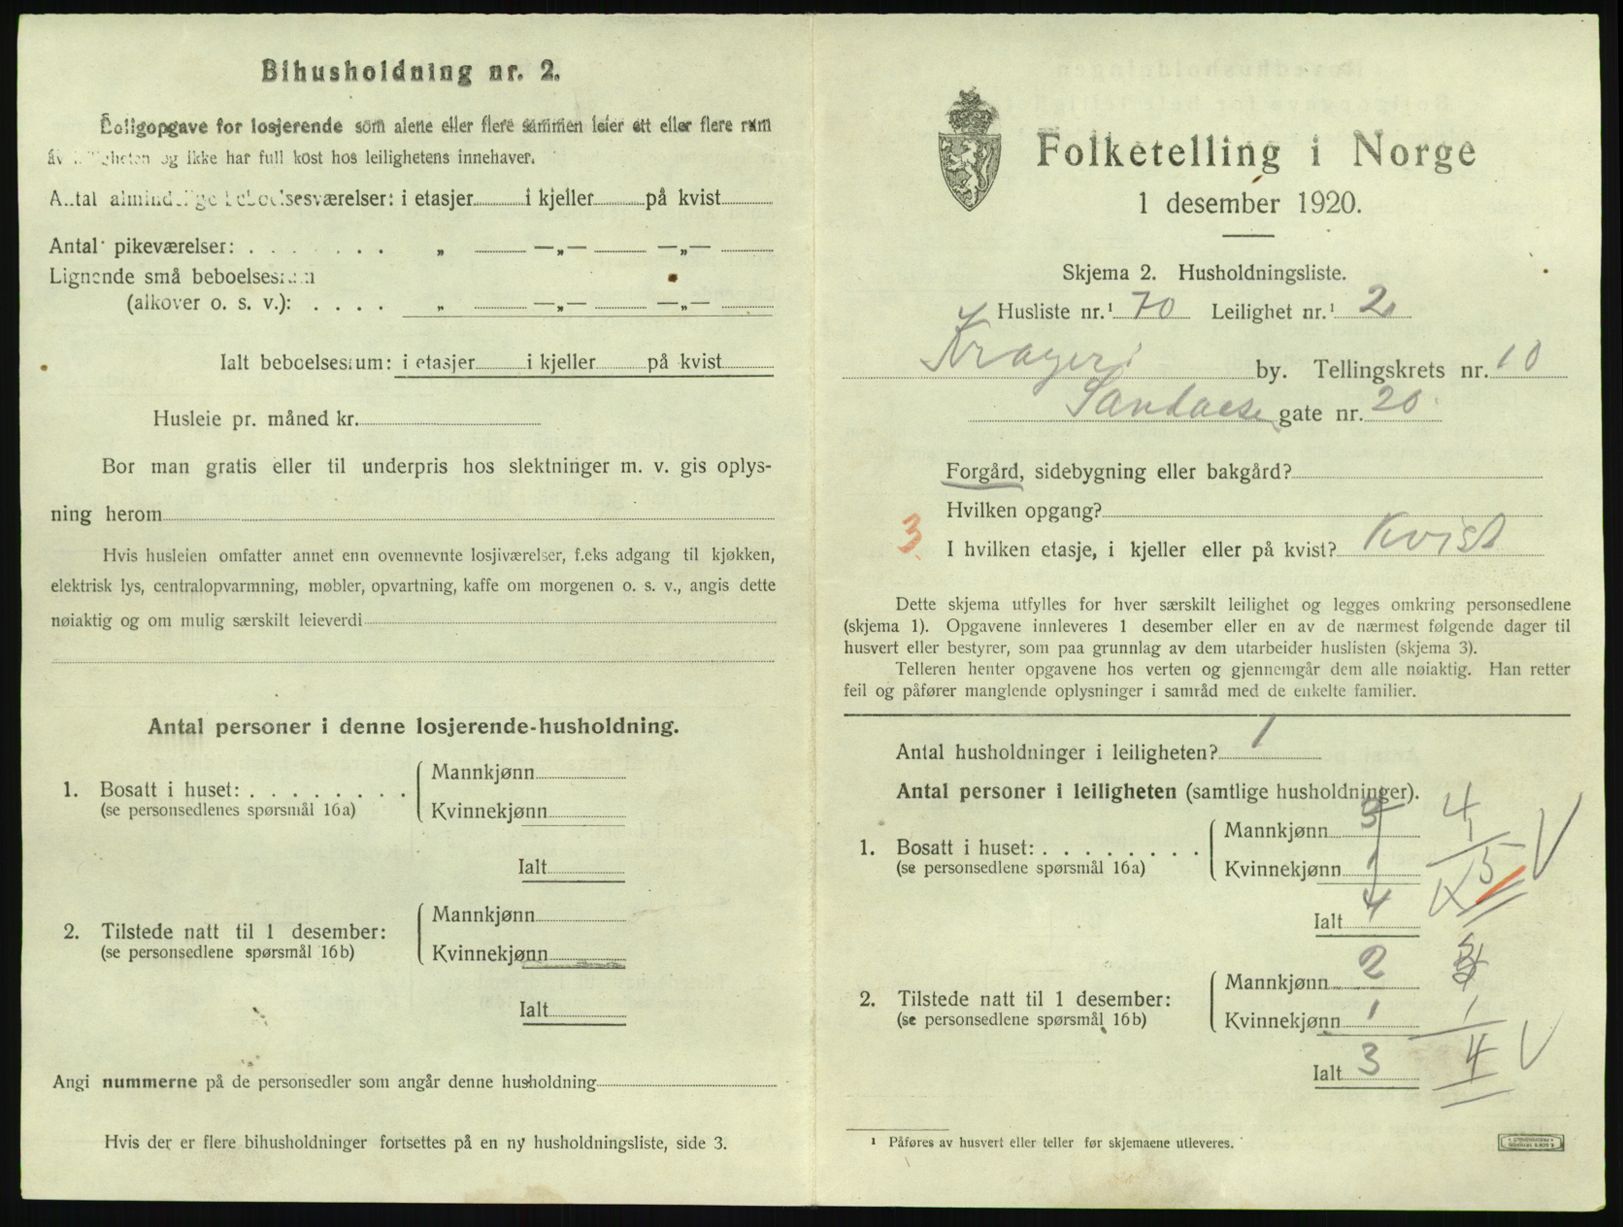 Bihusholdning nr. 2.
Boligopgave for losjerende som alene eller flere sammen leier ett eller flere rum
av leiligheten og ikke har full kost hos leilighetens innehaver.
Antal almindelige beboelsesværelser: i etasjer i kjeller på kvist
Antal pikeværelser: . . . . . . . „ —„— —„—
Lignende små beboelsesrum
(alkover o. s. v.): . . . . „ —„— —„—
Ialt beboelsesrum: i etasjer i kjeller på kvist
Husleie pr. måned kr.
Bor man gratis eller til underpris hos slektninger m. v. gis oplys-
ning herom
Hvis husleien omfatter annet enn ovennevnte losjiværelser, f.eks adgang til kjøkken,
elektrisk lys, centralopvarmning, møbler, opvartning, kaffe om morgenen o. s. v., angis dette
nøiaktig og om mulig særskilt leieverdi
Antal personer i denne losjerende-husholdning.
1. Bosatt i huset: . . . . . . . .
(se personsedlenes spørsmål 16a)
Mannkjønn
Kvinnekjønn
Ialt
2. Tilstede natt til 1 desember:
(se personsedlene spørsmål 16b)
Mannkjønn
Kvinnekjønn
Ialt
Angi nummerne på de personsedler som angår denne husholdning
Hvis der er flere bihusholdninger fortsettes på en ny husholdningsliste, side 3.
Folketelling i Norge
1 desember 1920.
Skjema 2. Husholdningsliste.
Husliste nr.¹ 70 Leilighet nr.¹ 2
by. Tellingskrets nr. 10
gate nr. 20
Forgård, sidebygning eller bakgård?
Hvilken opgang?
3 I hvilken etasje, i kjeller eller på kvist? Kvist
Dette skjema utfylles for hver særskilt leilighet og legges omkring personsedlene
(skjema 1). Opgavene innleveres 1 desember eller en av de nærmest følgende dager til
husvert eller bestyrer, som paa grunnlag av dem utarbeider huslisten (skjema 3).
Telleren henter opgavene hos verten og gjennemgår dem alle nøiaktig. Han retter
feil og påfører manglende oplysninger i samråd med de enkelte familier.
Antal husholdninger i leiligheten? 1
Antal personer i leiligheten (samtlige husholdninger).
1. Bosatt i huset: . . . . . . . .
(se personsedlene spørsmål 16a)
Mannkjønn 3 4
Kvinnekjønn 1 1
5
Ialt 4
2. Tilstede natt til 1 desember:
(se personsedlene spørsmål 16b)
Mannkjønn 2
Kvinnekjønn 1 1
Ialt 3 4
¹ Påføres av husvert eller teller før skjemaene utleveres.